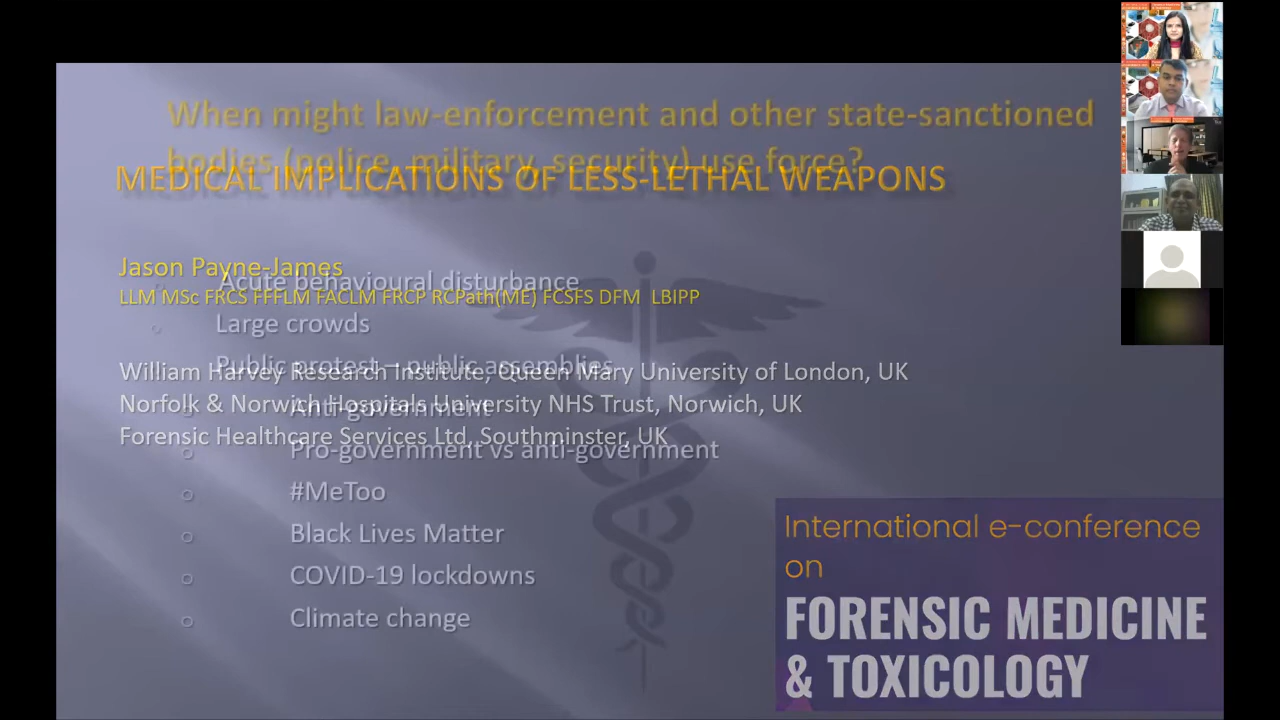 When might law-enforcement and other state-sanctioned
bodies (police, military, security) use force?
MEDICAL IMPLICATIONS OF LESS-LETHAL WEAPONS
Jason Payne-James
Acute behavioural disturbance
LLM MSc FRCS FFFLM FACLM FRCP RCPath(ME) FCSFS DFM LBIPP
Large crowds
Public protest – public assemblies
William Harvey Research Institute, Queen Mary University of London, UK
Norfolk & Norwich Hospitals University NHS Trust, Norwich, UK
Anti-government
Forensic Healthcare Services Ltd, Southminster, UK
Pro-government vs anti-government
#MeToo
Black Lives Matter
COVID-19 lockdowns
Climate change
International e-conference
on
FORENSIC MEDICINE
& TOXICOLOGY